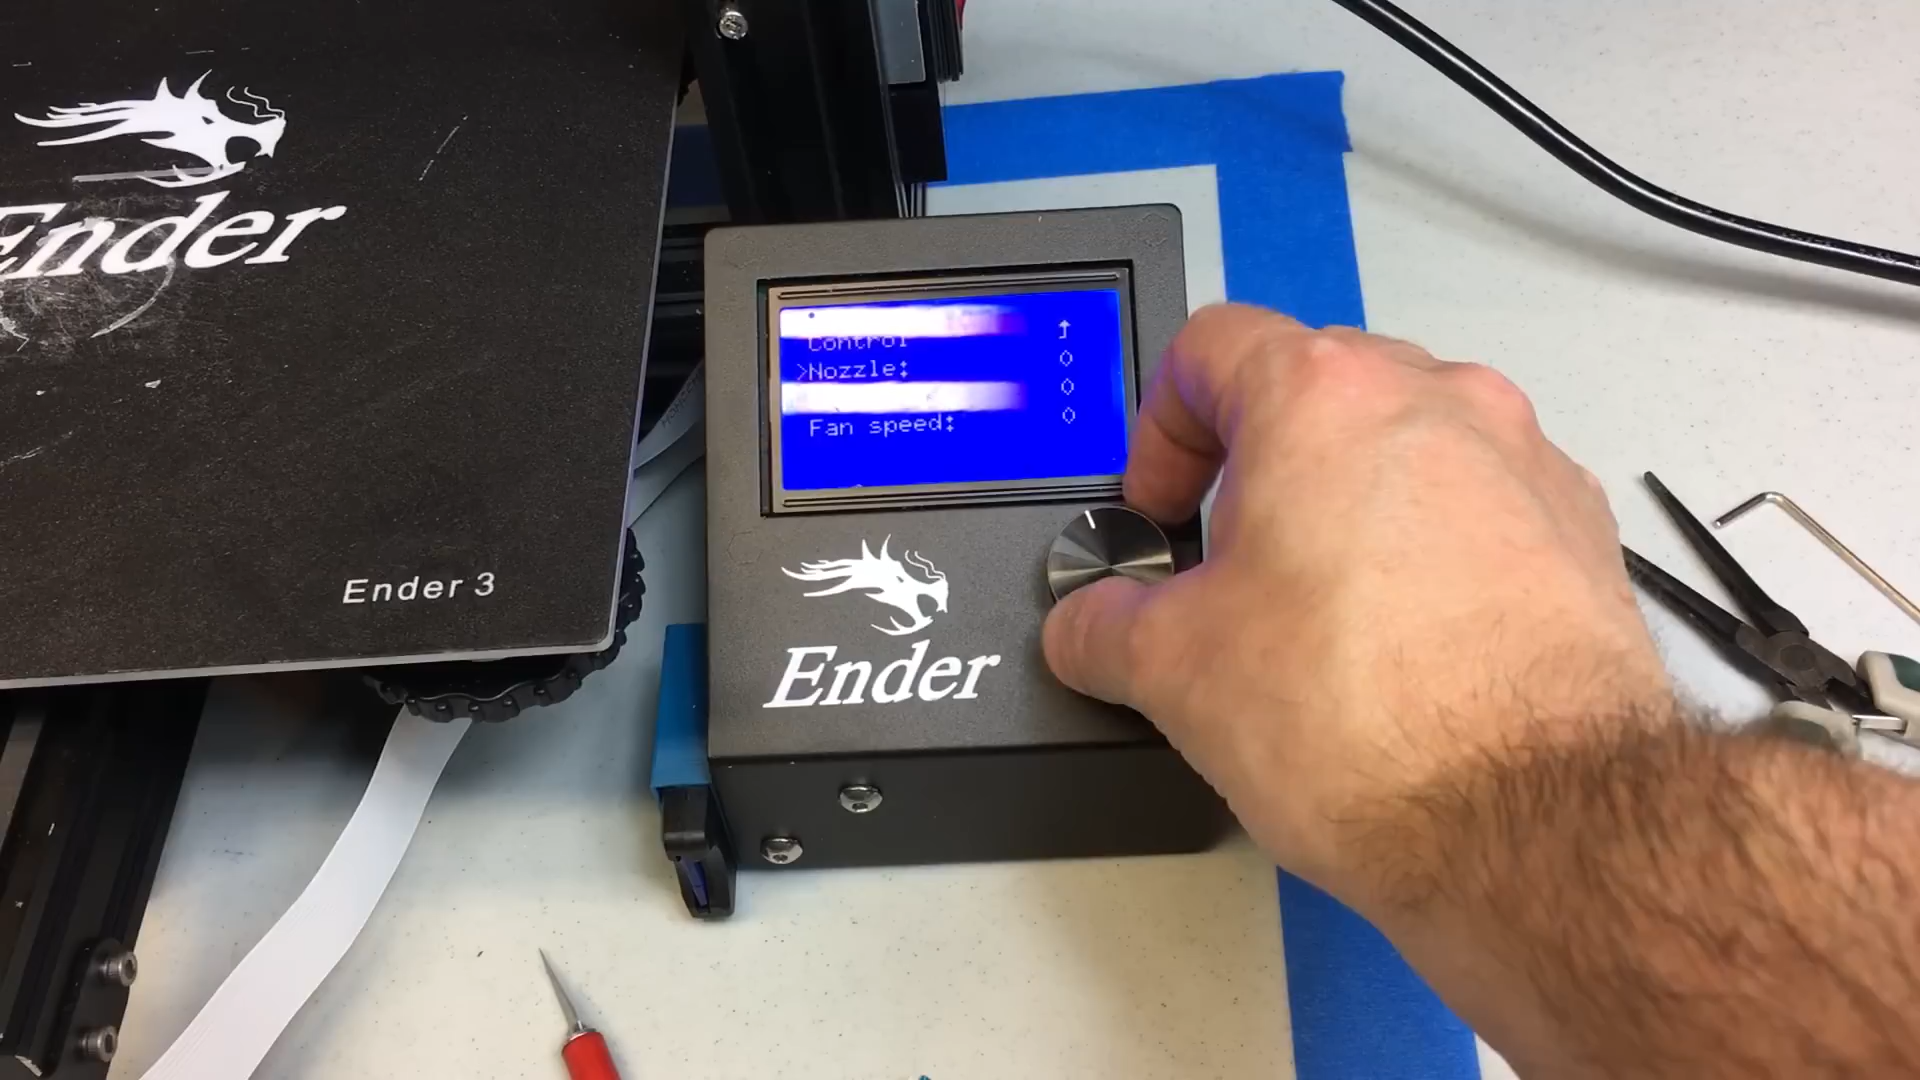 Ender
Ender 3
Control
>Nozzle: 0
0
Fan speed: 0
Ender